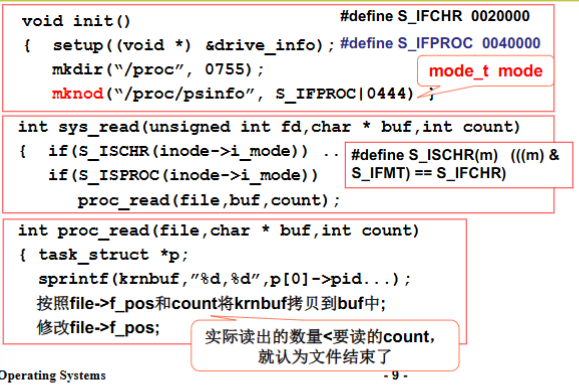 void init()
#define S_IFCHR 0020000
{ setup((void *) &drive_info);
#define S_IFPROC 0040000
mkdir("/proc", 0755);
mode_t mode
mknod("/proc/psinfo", S_IFPROC|0444) }
int sys_read(unsigned int fd,char * buf,int count)
{ if(S_ISCHR(inode->i_mode)) ..
#define S_ISCHR(m) (((m) &
S_IFMT) == S_IFCHR)
if(S_ISPROC(inode->i_mode))
proc_read(file,buf,count);
int proc_read(file,char * buf,int count)
{ task_struct *p;
sprintf(krnbuf,"%d,%d",p[0]->pid...);
按照file->f_pos和count将krnbuf拷贝到buf中;
修改file->f_pos;
实际读出的数量<要读的count,
就认为文件结束了
Operating Systems
- 9 -